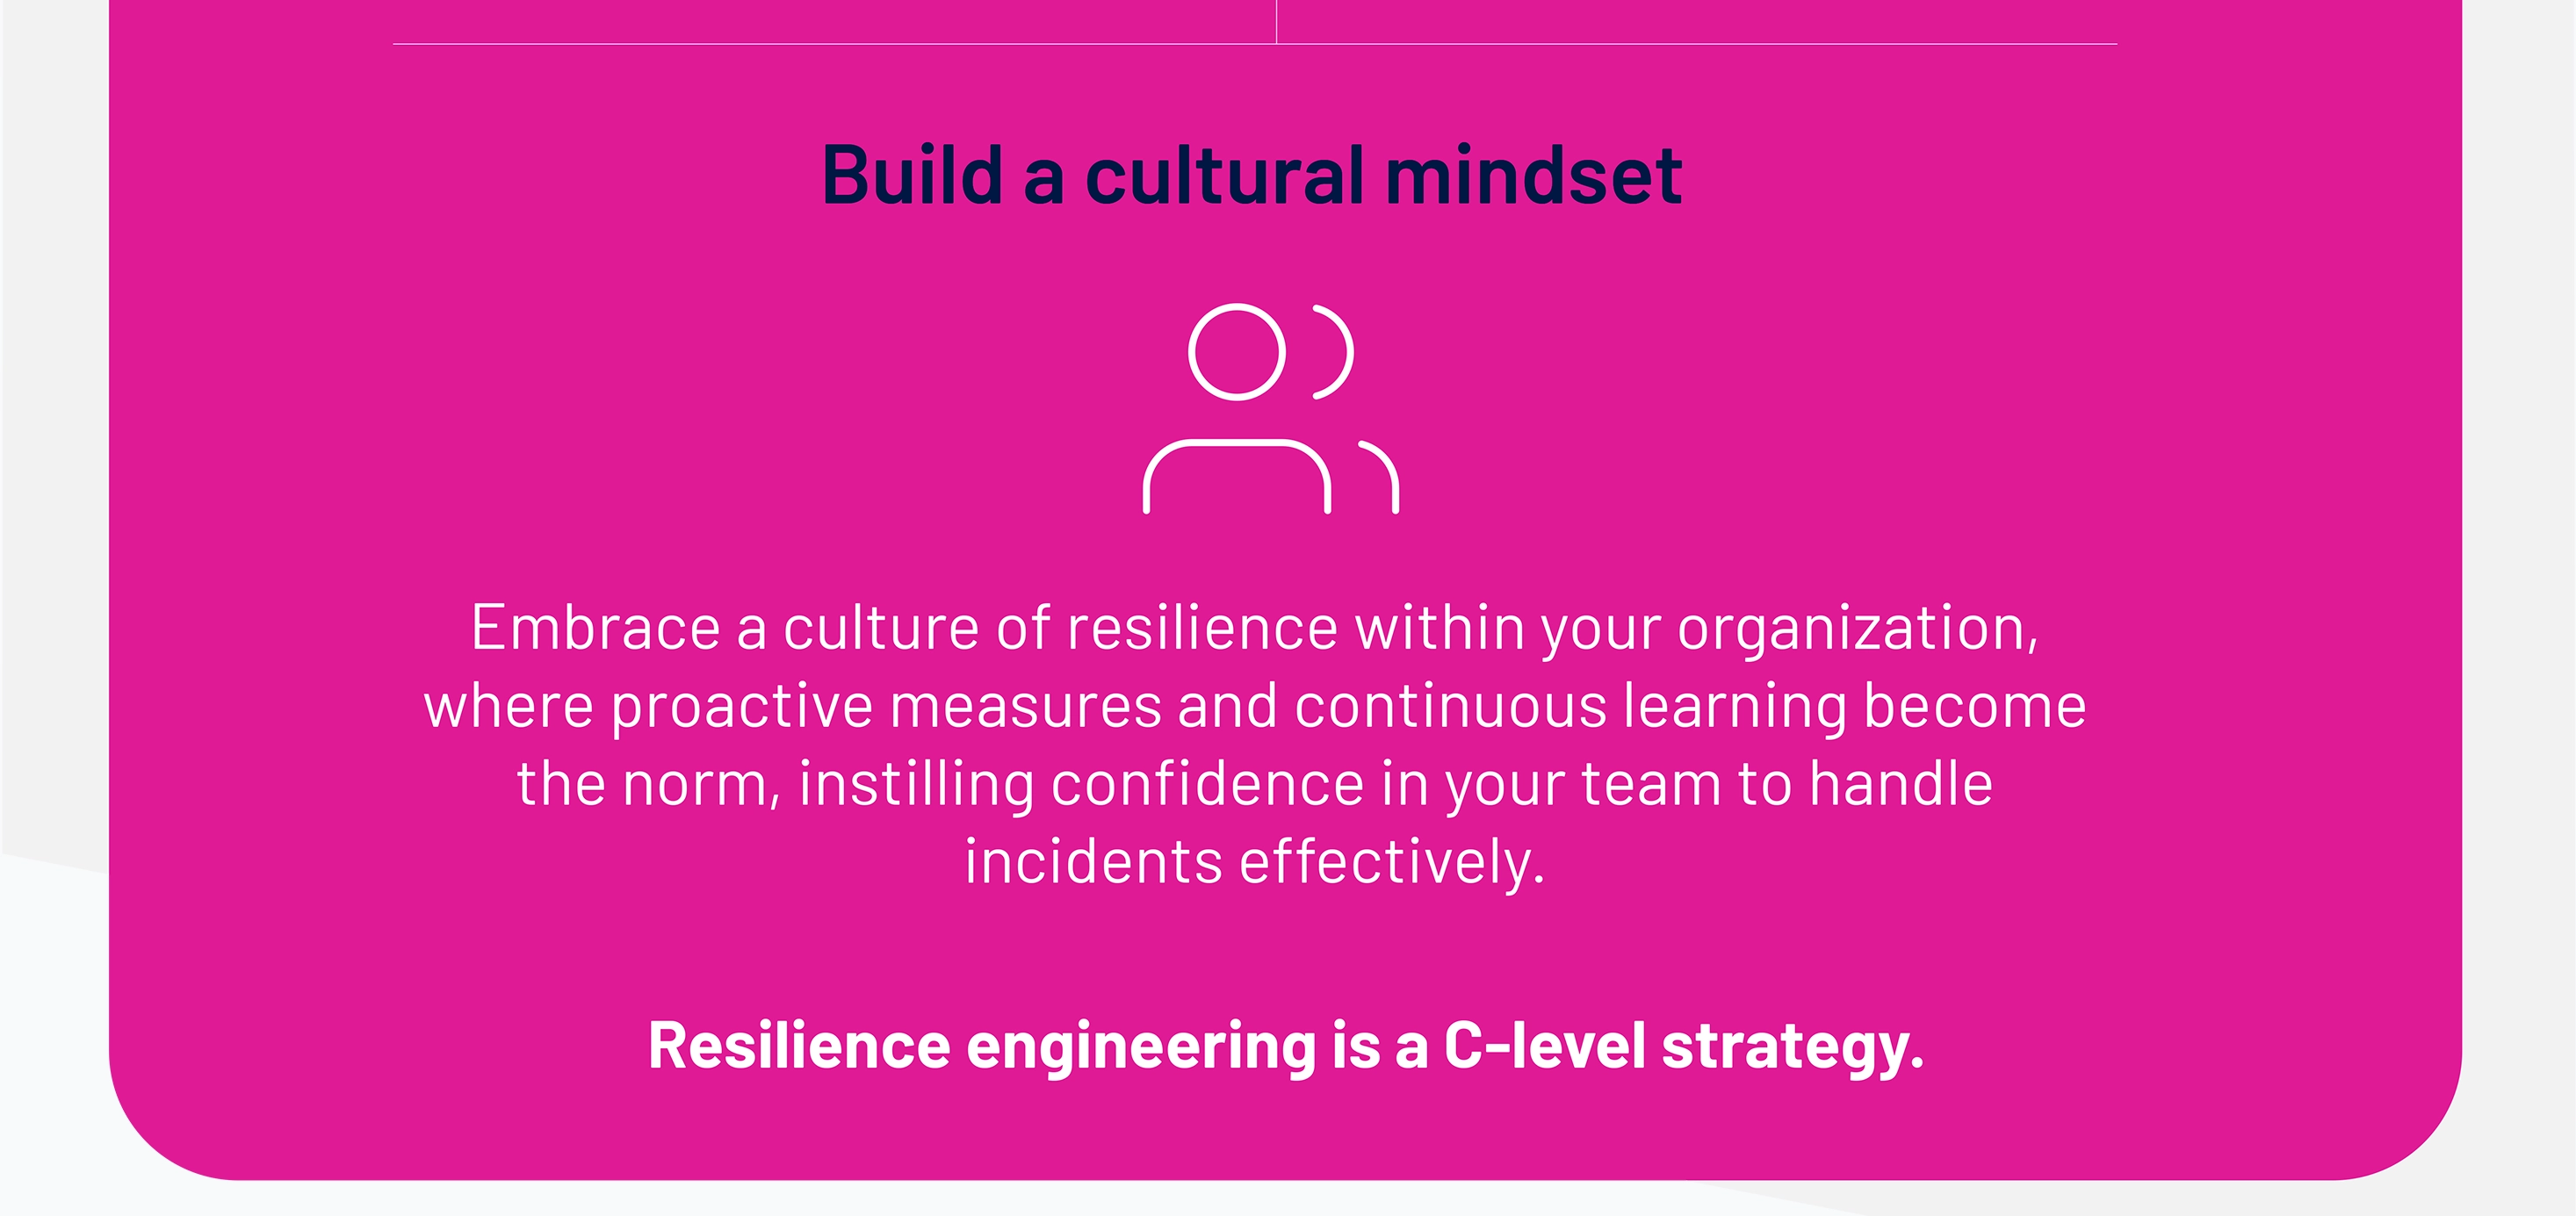 Build a cultural mindset
Embrace a culture of resilience within your organization,
where proactive measures and continuous learning become
the norm, instilling confidence in your team to handle
incidents effectively.
Resilience engineering is a C-level strategy.